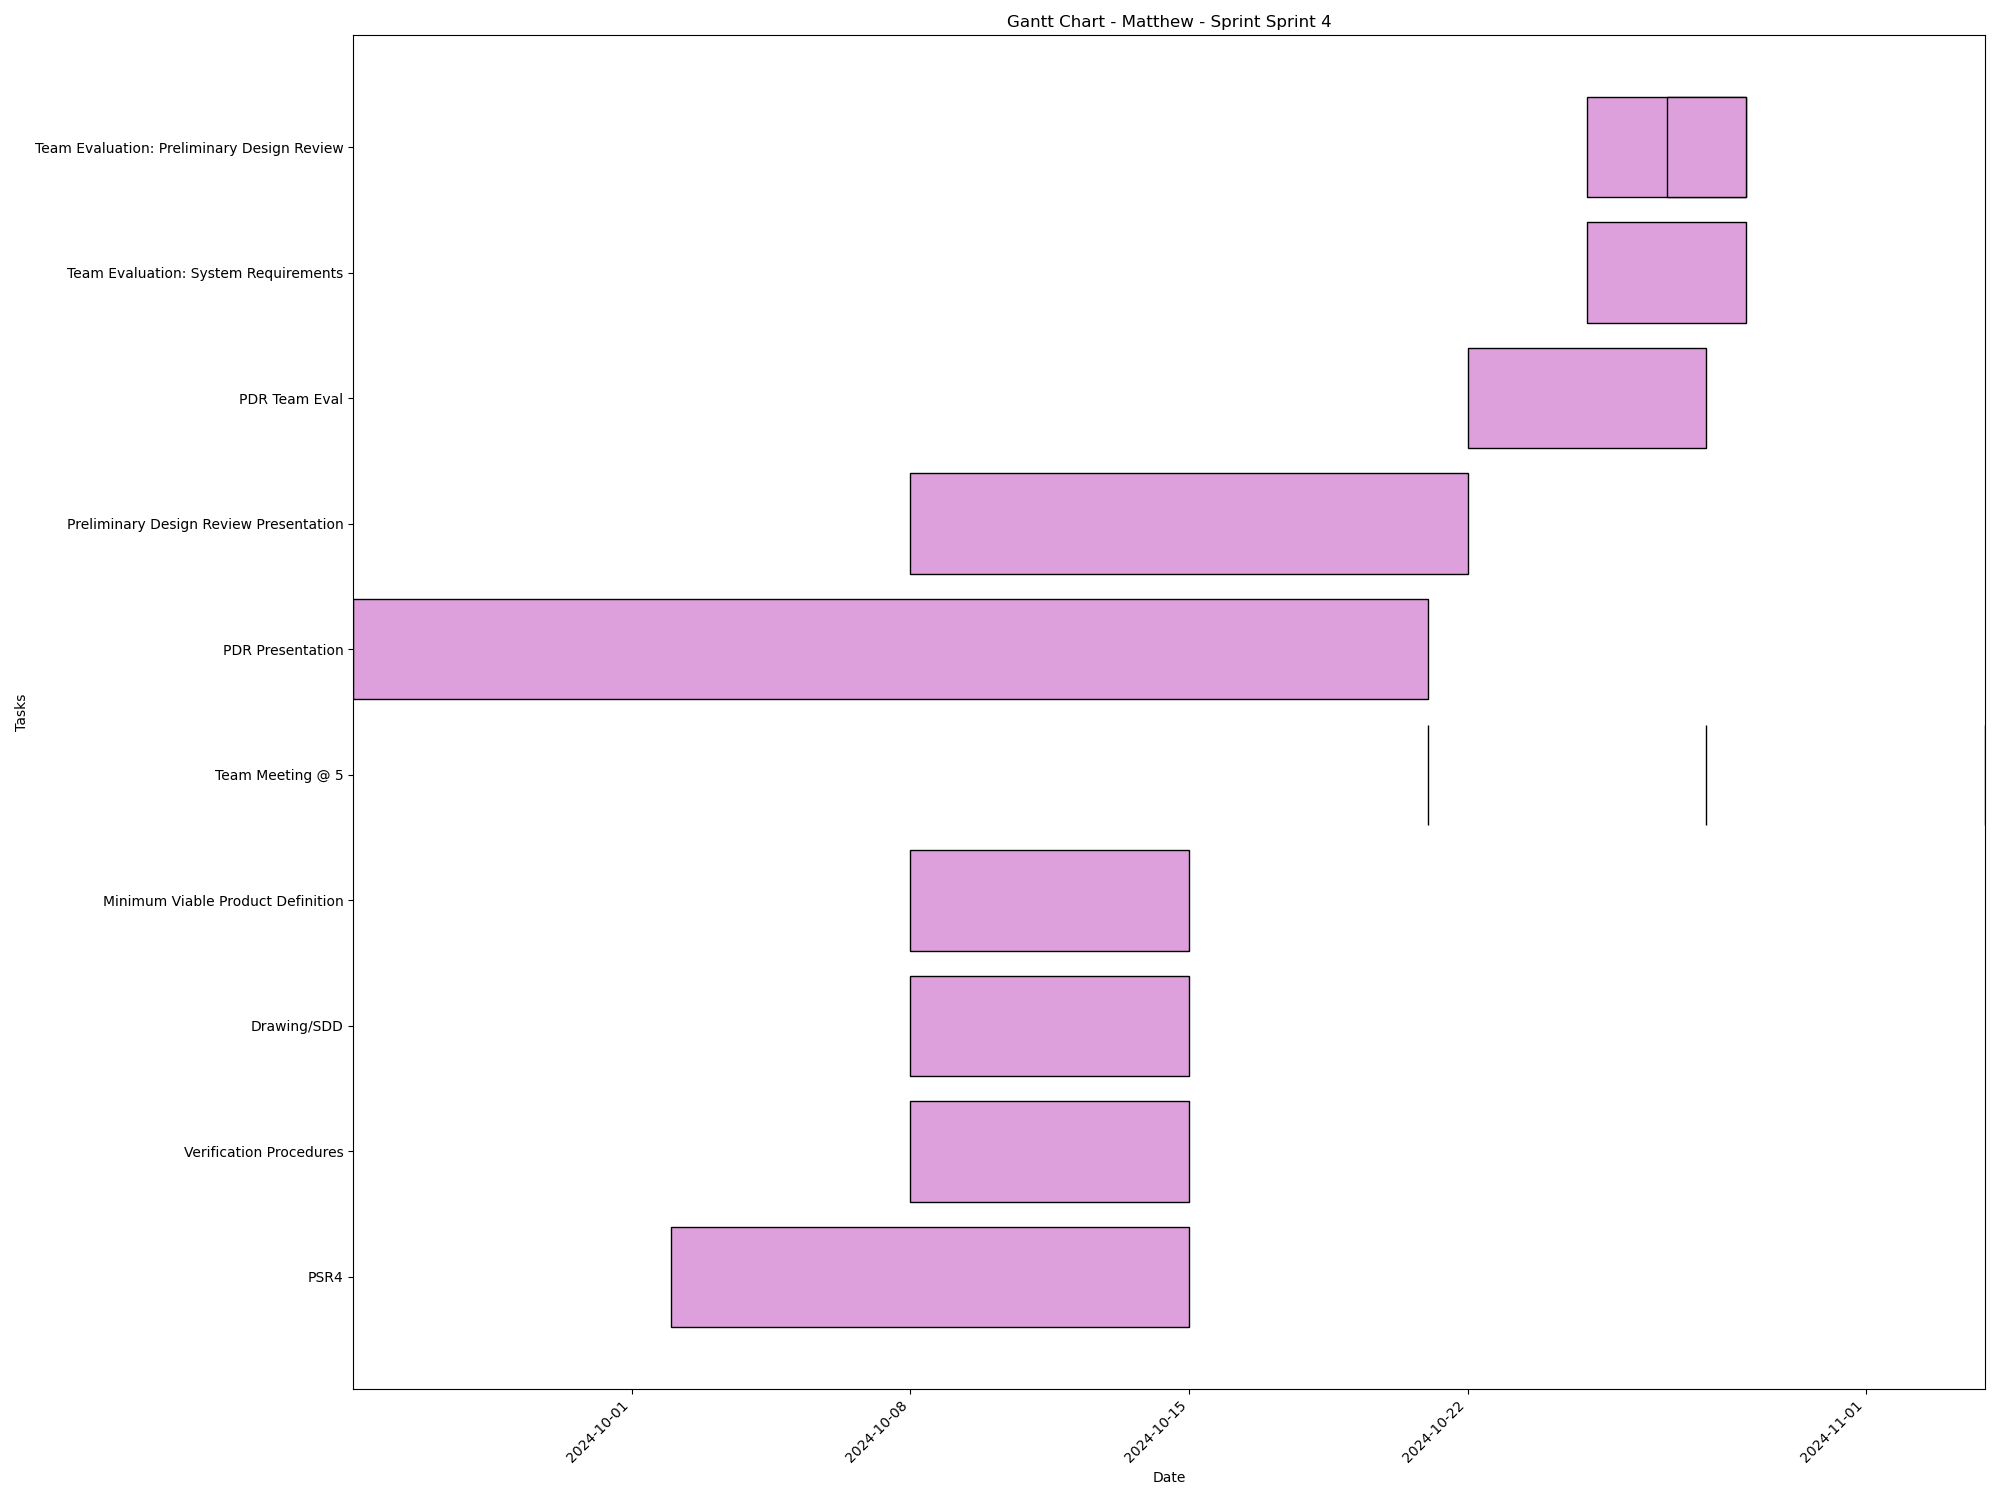 Gantt Chart - Matthew - Sprint Sprint 4
Team Evaluation: Preliminary Design Review
Team Evaluation: System Requirements
PDR Team Eval
Preliminary Design Review Presentation
PDR Presentation
Tasks
Team Meeting @ 5
Minimum Viable Product Definition
Drawing/SDD
Verification Procedures
PSR4
2024-10-01
2024-10-08
2024-10-15
2024-10-22
2024-11-01
Date